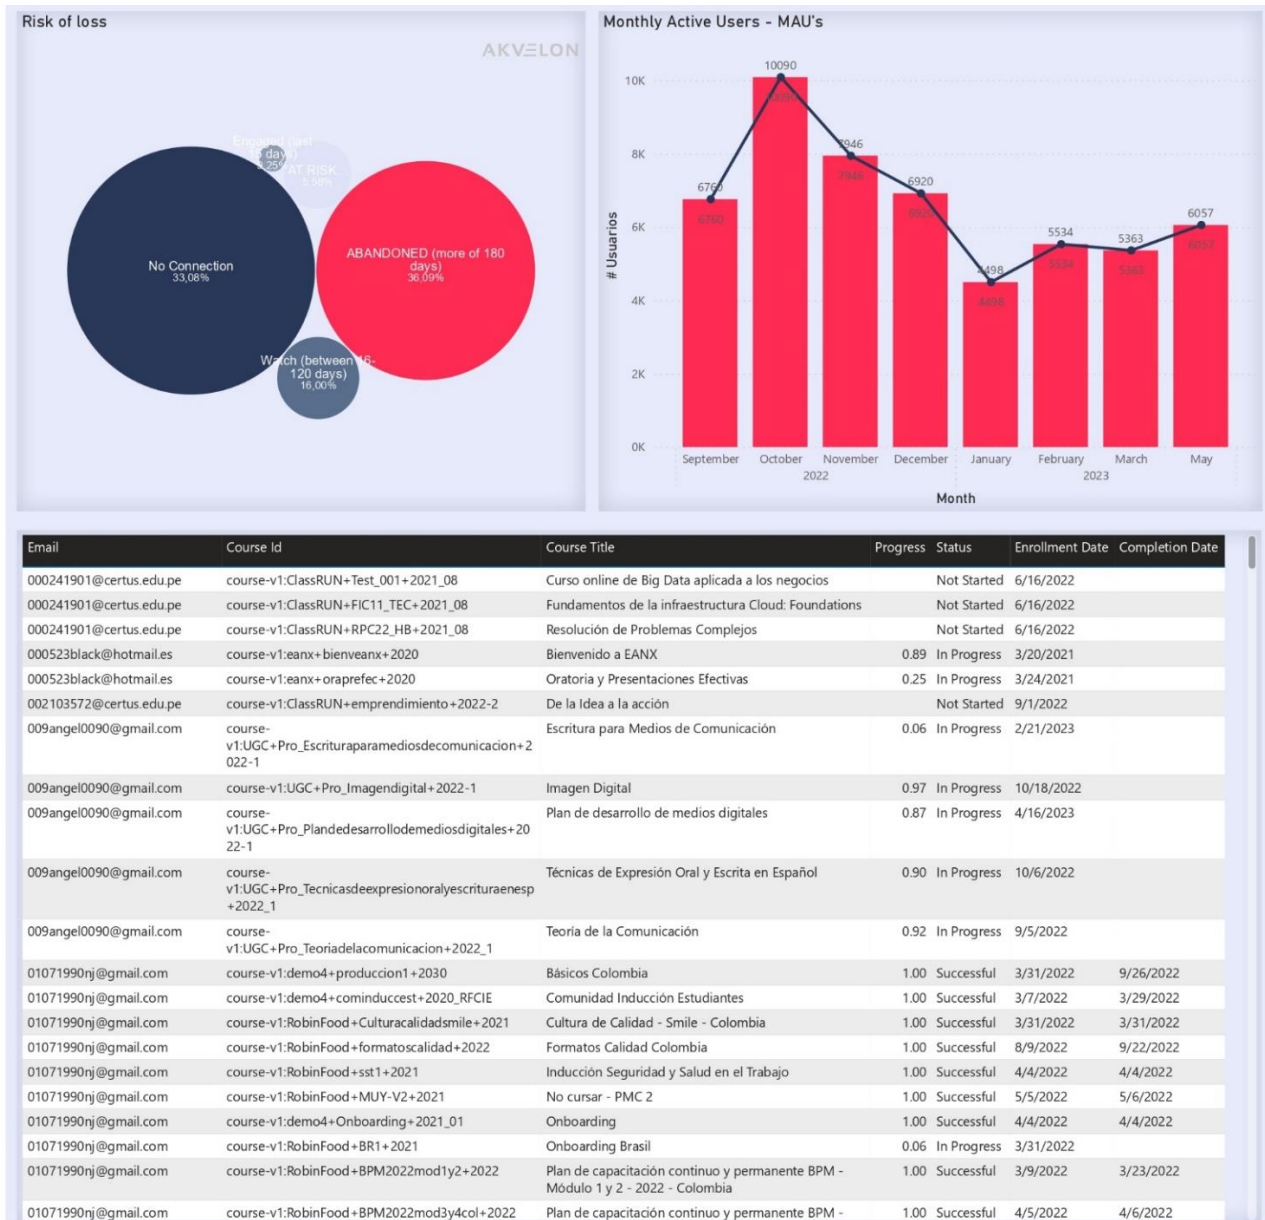 Risk of loss
AKVELON
Engaged (last
15 days)
AT RISK...
5,58%
No Connection
33,08%
ABANDONED (more of 180
days)
36,09%
Watch (between 16-
120 days)
16,00%
Monthly Active Users - MAU's
# Usuarios
10K
8K
6K
4K
2K
0K
6760
10090
7946
6920
4498
5534
5363
6057
6760
10090
7946
6920
4498
5534
5363
6057
September October November December January February March May
2022 2023
Month
Email Course Id Course Title Progress Status Enrollment Date Completion Date
000241901@certus.edu.pe course-v1:ClassRUN+Test_001+2021_08 Curso online de Big Data aplicada a los negocios Not Started 6/16/2022
000241901@certus.edu.pe course-v1:ClassRUN+FIC11_TEC+2021_08 Fundamentos de la infraestructura Cloud: Foundations Not Started 6/16/2022
000241901@certus.edu.pe course-v1:ClassRUN+RPC22_HB+2021_08 Resolución de Problemas Complejos Not Started 6/16/2022
000523black@hotmail.es course-v1:eanx+bienveanx+2020 Bienvenido a EANX 0.89 In Progress 3/20/2021
000523black@hotmail.es course-v1:eanx+oraprefec+2020 Oratoria y Presentaciones Efectivas 0.25 In Progress 3/24/2021
002103572@certus.edu.pe course-v1:ClassRUN+emprendimiento+2022-2 De la Idea a la acción Not Started 9/1/2022
009angel0090@gmail.com course- Escritura para Medios de Comunicación 0.06 In Progress 2/21/2023
v1:UGC+Pro_Escrituraparamediosdecomunicacion+2
022-1
009angel0090@gmail.com course-v1:UGC+Pro_Imagendigital+2022-1 Imagen Digital 0.97 In Progress 10/18/2022
009angel0090@gmail.com course- Plan de desarrollo de medios digitales 0.87 In Progress 4/16/2023
v1:UGC+Pro_Plandedesarrollodemediosdigitales+20
22-1
009angel0090@gmail.com course- Técnicas de Expresión Oral y Escrita en Español 0.90 In Progress 10/6/2022
v1:UGC+Pro_Tecnicasdeexpresionoralyescrituraenesp
+2022_1
009angel0090@gmail.com course- Teoría de la Comunicación 0.92 In Progress 9/5/2022
v1:UGC+Pro_Teoriadelacomunicacion+2022_1
01071990nj@gmail.com course-v1:demo4+produccion1+2030 Básicos Colombia 1.00 Successful 3/31/2022 9/26/2022
01071990nj@gmail.com course-v1:demo4+cominduccest+2020_RFCIE Comunidad Inducción Estudiantes 1.00 Successful 3/7/2022 3/29/2022
01071990nj@gmail.com course-v1:RobinFood+Culturacalidadsmile+2021 Cultura de Calidad - Smile - Colombia 1.00 Successful 3/31/2022 3/31/2022
01071990nj@gmail.com course-v1:RobinFood+formatoscalidad+2022 Formatos Calidad Colombia 1.00 Successful 8/9/2022 9/22/2022
01071990nj@gmail.com course-v1:RobinFood+sst1+2021 Inducción Seguridad y Salud en el Trabajo 1.00 Successful 4/4/2022 4/4/2022
01071990nj@gmail.com course-v1:RobinFood+MUY-V2+2021 No cursar - PMC 2 1.00 Successful 5/5/2022 5/6/2022
01071990nj@gmail.com course-v1:demo4+Onboarding+2021_01 Onboarding 1.00 Successful 4/4/2022 4/4/2022
01071990nj@gmail.com course-v1:RobinFood+BR1+2021 Onboarding Brasil 0.06 In Progress 3/31/2022
01071990nj@gmail.com course-v1:RobinFood+BPM2022mod1y2+2022 Plan de capacitación continuo y permanente BPM - 1.00 Successful 3/9/2022 3/23/2022
Módulo 1 y 2 - 2022 - Colombia
01071990nj@gmail.com course-v1:RobinFood+BPM2022mod3y4col+2022 Plan de capacitación continuo y permanente BPM - 1.00 Successful 4/5/2022 4/6/2022